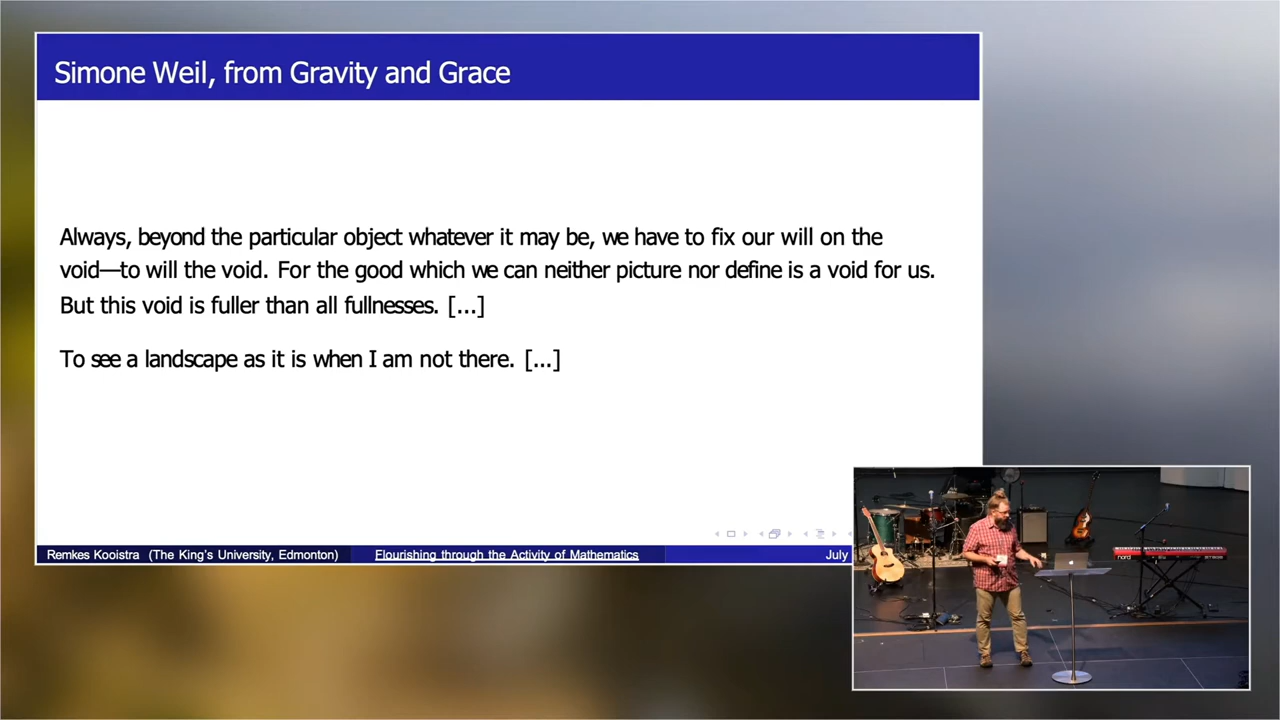 Simone Weil, from Gravity and Grace
Always, beyond the particular object whatever it may be, we have to fix our will on the
void—to will the void. For the good which we can neither picture nor define is a void for us.
But this void is fuller than all fullnesses. [...]
To see a landscape as it is when I am not there. [...]
Remkes Kooistra (The King's University, Edmonton) Flourishing through the Activity of Mathematics July
nord